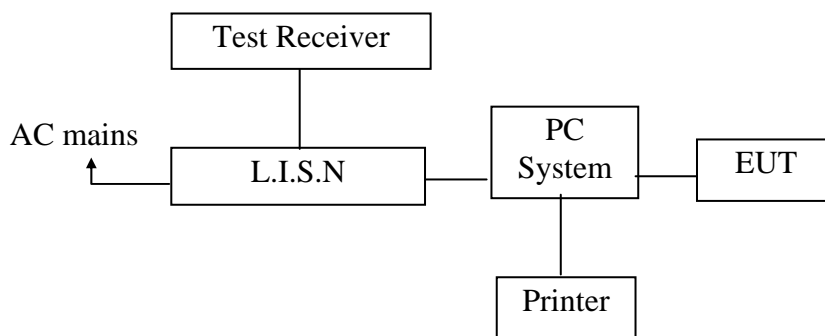 Test Receiver
AC mains
L.I.S.N
PC
System
EUT
Printer